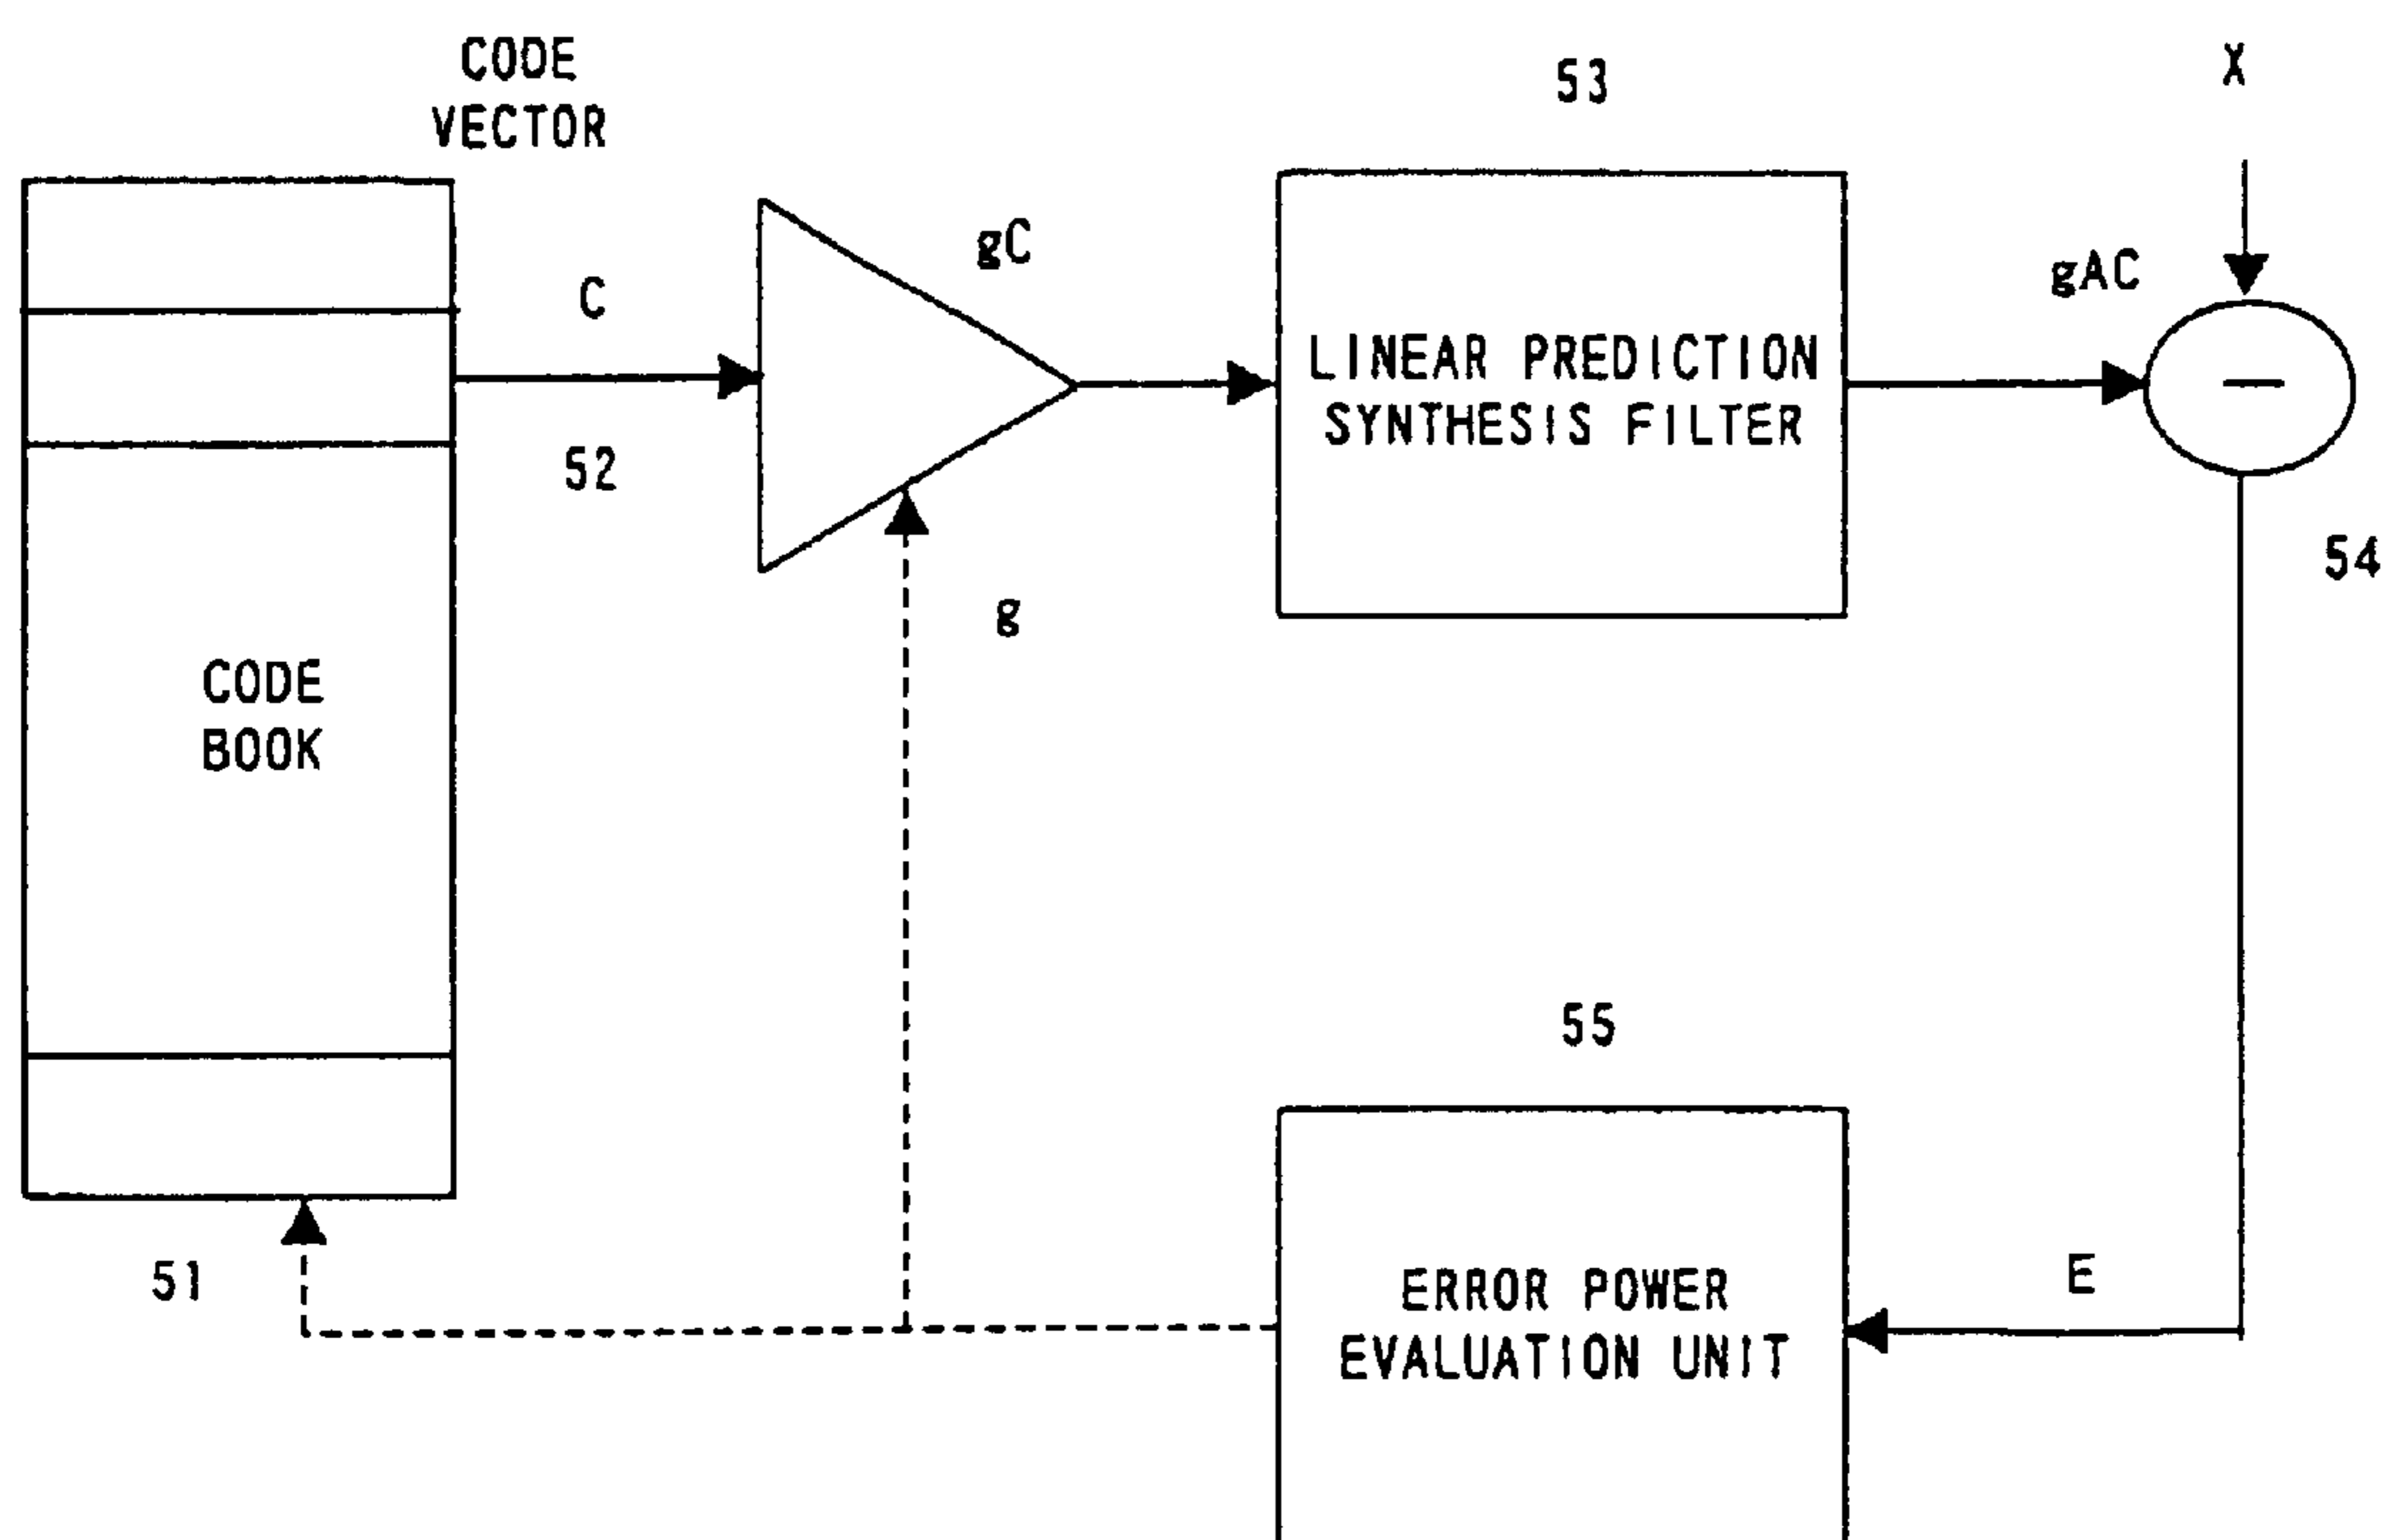 CODE
VECTOR
53
X
gC
gAC
C
LINEAR PREDICTION
SYNTHESIS FILTER
—
52
54
g
CODE
BOOK
55
51
E
ERROR POWER
EVALUATION UNIT